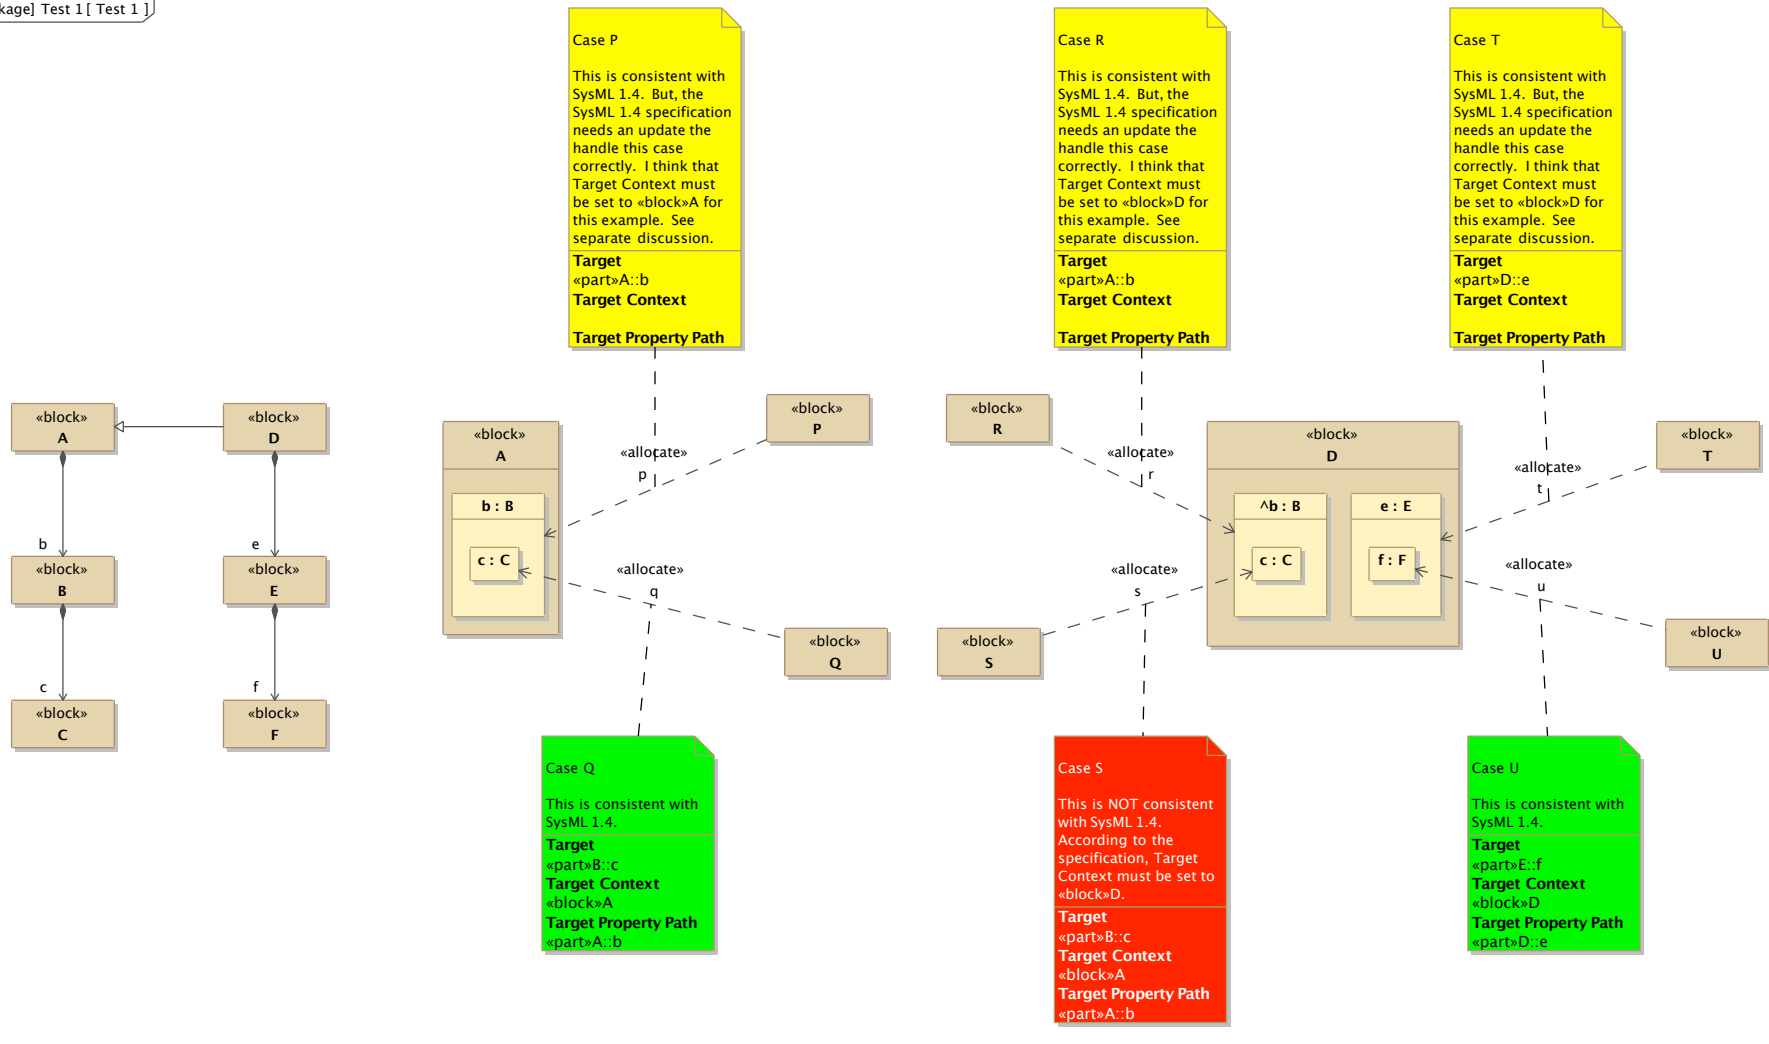 kage] Test 1 [ Test 1 ]
Case P
This is consistent with
SysML 1.4.  But, the
SysML 1.4 specification
needs an update the
handle this case
correctly.  I think that
Target Context must
be set to «block»A for
this example.  See
separate discussion.
Target
«part»A::b
Target Context
Target Property Path
Case R
This is consistent with
SysML 1.4.  But, the
SysML 1.4 specification
needs an update the
handle this case
correctly.  I think that
Target Context must
be set to «block»D for
this example.  See
separate discussion.
Target
«part»A::b
Target Context
Target Property Path
Case T
This is consistent with
SysML 1.4.  But, the
SysML 1.4 specification
needs an update the
handle this case
correctly.  I think that
Target Context must
be set to «block»D for
this example.  See
separate discussion.
Target
«part»D::e
Target Context
Target Property Path
«block»
A
«block»
D
b
e
«block»
B
«block»
E
c
f
«block»
C
«block»
F
«block»
A
b : B
c : C
«block»
P
«allocate»
p
«allocate»
q
«block»
Q
«block»
R
«allocate»
r
«block»
D
^b : B
c : C
e : E
f : F
«allocate»
s
«block»
S
«block»
T
«allocate»
t
«allocate»
u
«block»
U
Case Q
This is consistent with
SysML 1.4.
Target
«part»B::c
Target Context
«block»A
Target Property Path
«part»A::b
Case S
This is NOT consistent
with SysML 1.4.
According to the
specification, Target
Context must be set to
«block»D.
Target
«part»B::c
Target Context
«block»A
Target Property Path
«part»A::b
Case U
This is consistent with
SysML 1.4.
Target
«part»E::f
Target Context
«block»D
Target Property Path
«part»D::e